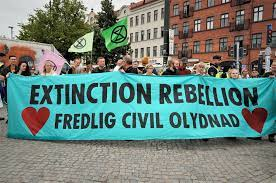 EXTINCTION REBELLION
FREDLIG CIVIL OLYDNAD